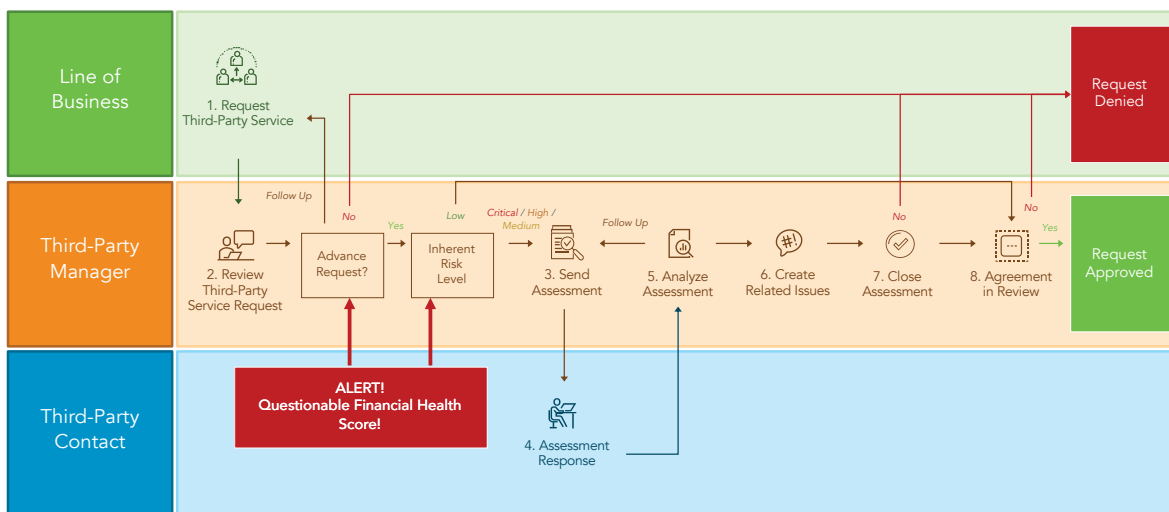 Line of
Business
1. Request
Third-Party Service
Request
Denied
Third-Party
Manager
Follow Up
No
Yes
Low
Critical / High /
Medium
Follow Up
No
No
Yes
2. Review
Third-Party
Service Request
Advance
Request?
Inherent
Risk
Level
3. Send
Assessment
5. Analyze
Assessment
#!
6. Create
Related Issues
7. Close
Assessment
8. Agreement
in Review
Request
Approved
Third-Party
Contact
ALERT!
Questionable Financial Health
Score!
4. Assessment
Response